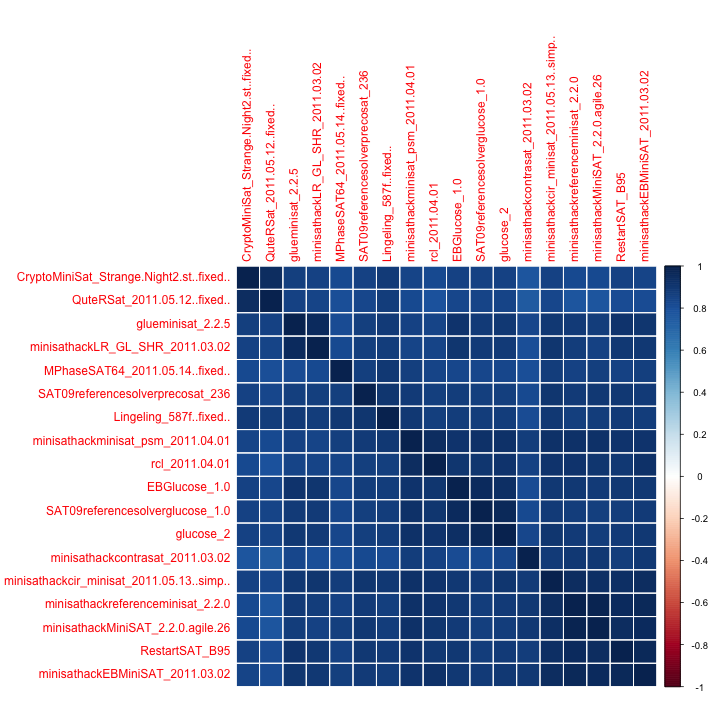 CryptoMiniSat_Strange.Night2.st..fixed..
QuteRSat_2011.05.12..fixed..
glueminisat_2.2.5
minisathackLR_GL_SHR_2011.03.02
MPhaseSAT64_2011.05.14..fixed..
SAT09referencesolverprecosat_236
Lingeling_587f..fixed..
minisathackminisat_psm_2011.04.01
rcl_2011.04.01
EBGlucose_1.0
SAT09referencesolverglucose_1.0
glucose_2
minisathackcontrasat_2011.03.02
minisathackcir_minisat_2011.05.13..simp..
minisathackreferenceminisat_2.2.0
minisathackMiniSAT_2.2.0.agile.26
RestartSAT_B95
minisathackEBMiniSAT_2011.03.02
CryptoMiniSat_Strange.Night2.st..fixed..
QuteRSat_2011.05.12..fixed..
glueminisat_2.2.5
minisathackLR_GL_SHR_2011.03.02
MPhaseSAT64_2011.05.14..fixed..
SAT09referencesolverprecosat_236
Lingeling_587f..fixed..
minisathackminisat_psm_2011.04.01
rcl_2011.04.01
EBGlucose_1.0
SAT09referencesolverglucose_1.0
glucose_2
minisathackcontrasat_2011.03.02
minisathackcir_minisat_2011.05.13..simp..
minisathackreferenceminisat_2.2.0
minisathackMiniSAT_2.2.0.agile.26
RestartSAT_B95
minisathackEBMiniSAT_2011.03.02
1
0.8
0.6
0.4
0.2
0
-0.2
-0.4
-0.6
-0.8
-1